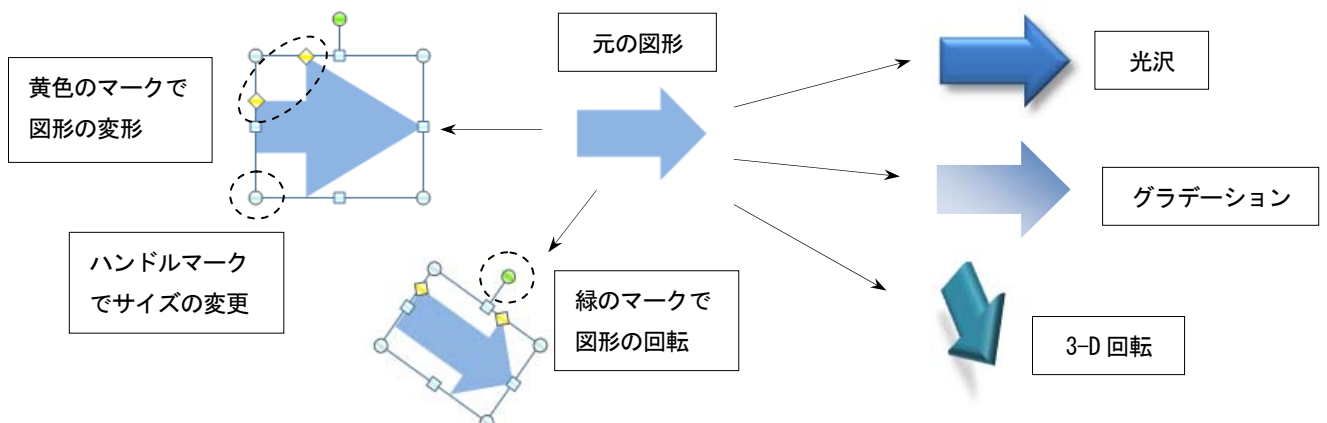 元の図形
光沢
黄色のマークで
図形の変形
グラデーション
ハンドルマーク
でサイズの変更
緑のマークで
図形の回転
3-D 回転